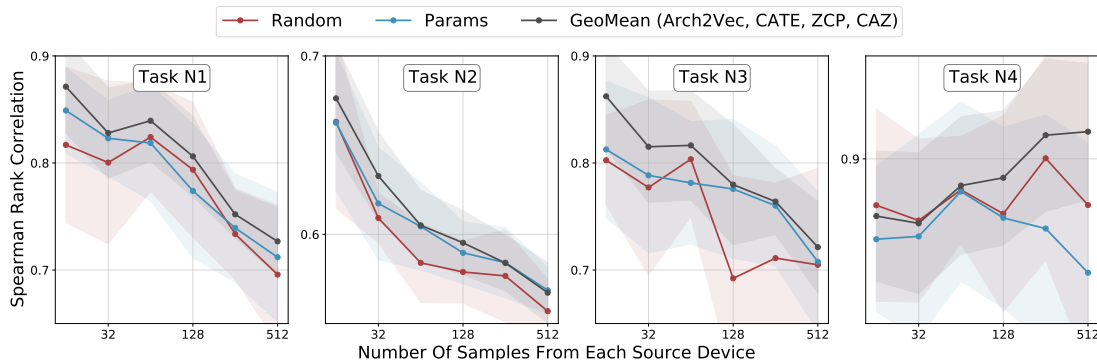 Random Params GeoMean (Arch2Vec, CATE, ZCP, CAZ)
Spearman Rank Correlation
0.9
0.8
0.7
Task N1
32 128 512
0.7
0.6
Task N2
32 128 512
0.9
0.8
0.7
Task N3
32 128 512
0.9
Task N4
32 128 512
Number Of Samples From Each Source Device